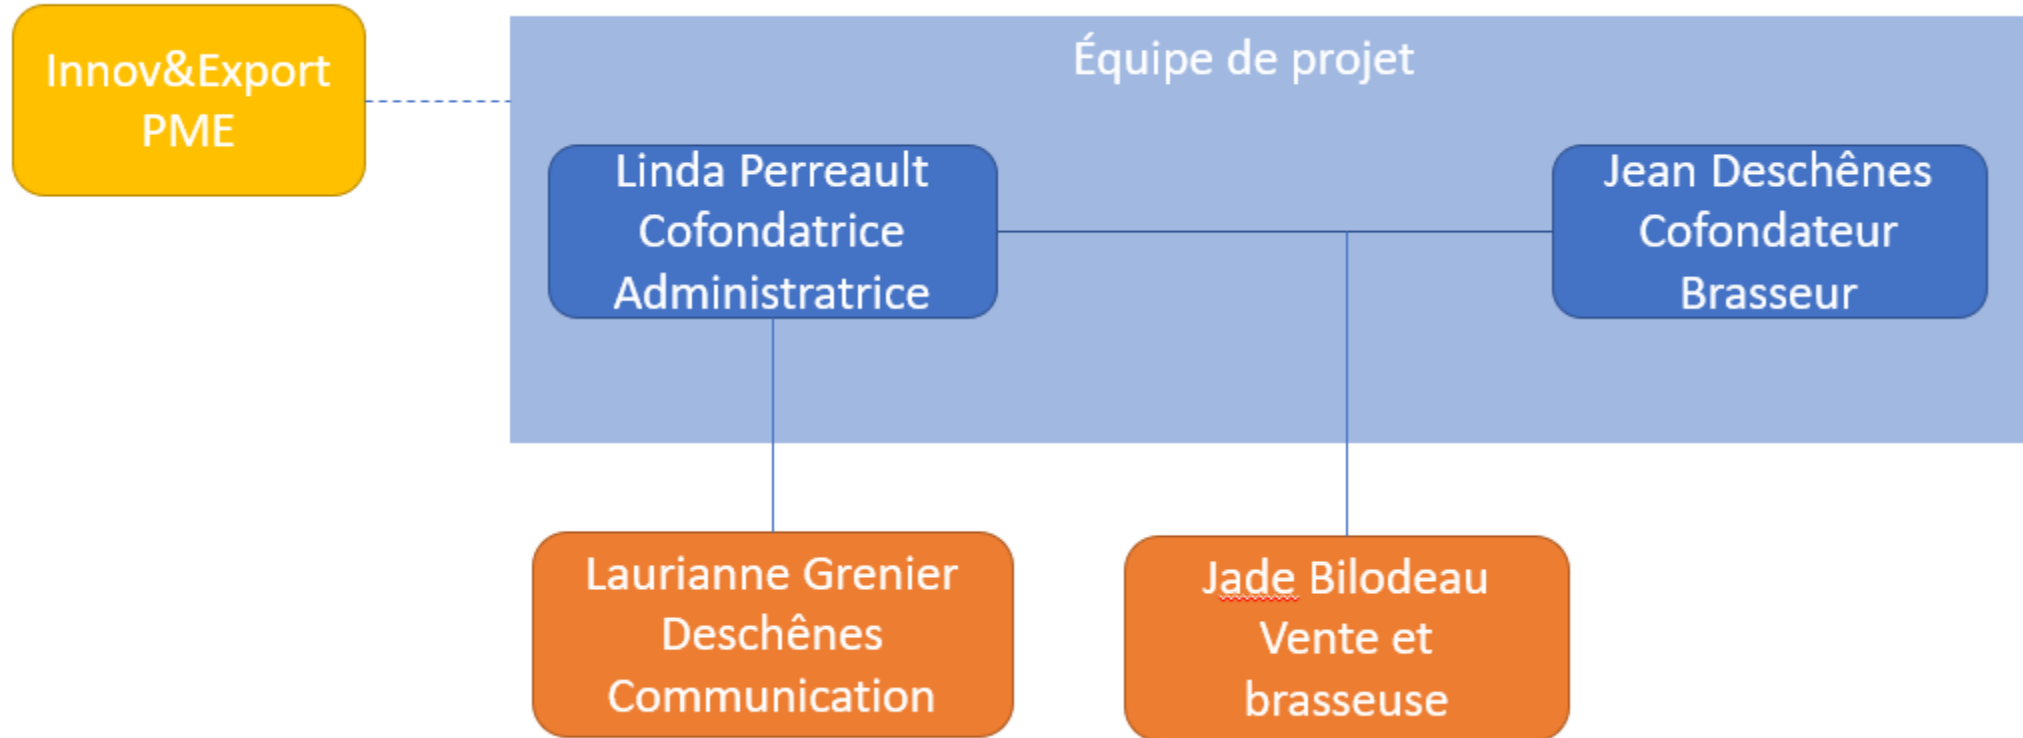 Innov&Export
PME
Équipe de projet
Linda Perreault
Cofondatrice
Administratrice
Jean Deschênes
Cofondateur
Brasseur
Laurianne Grenier
Deschênes
Communication
Jade Bilodeau
Vente et
brasseuse